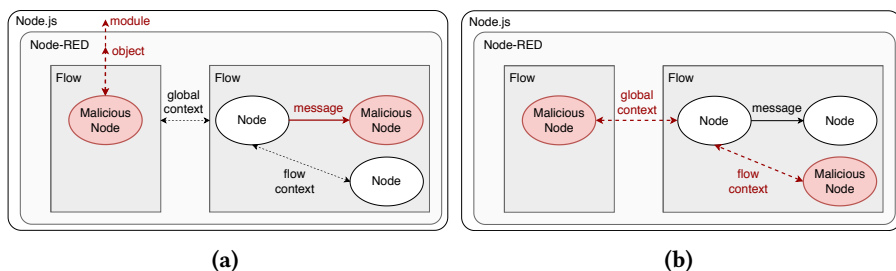 Node.js
module
Node-RED
object
Flow
Malicious
Node
global
context
Flow
Node
message
Malicious
Node
flow
context
Node
(a)
Node.js
Node-RED
Flow
Malicious
Node
global
context
Flow
Node
message
Node
flow
context
Malicious
Node
(b)